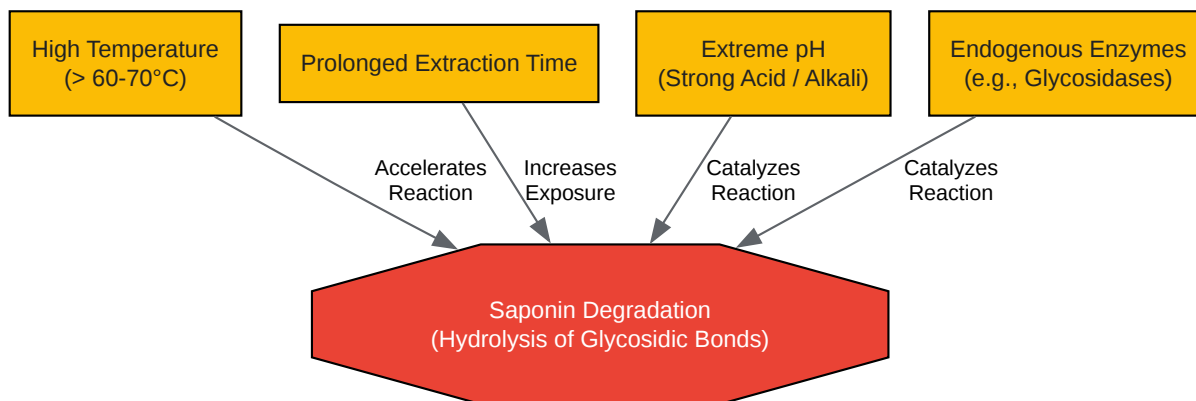 High Temperature
(> 60-70°C)
Prolonged Extraction Time
Extreme pH
(Strong Acid / Alkali)
Endogenous Enzymes
(e.g., Glycosidases)
Accelerates
Reaction
Increases
Exposure
Catalyzes
Reaction
Catalyzes
Reaction
Saponin Degradation
(Hydrolysis of Glycosidic Bonds)